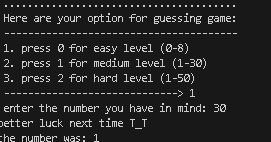 ........................................
Here are your option for guessing game:
----------------------------------------
1. press 0 for easy level (0-8)
2. press 1 for medium level (1-30)
3. press 2 for hard level (1-50)
-----------------------------> 1
enter the number you have in mind: 30
better luck next time T_T
the number was: 1